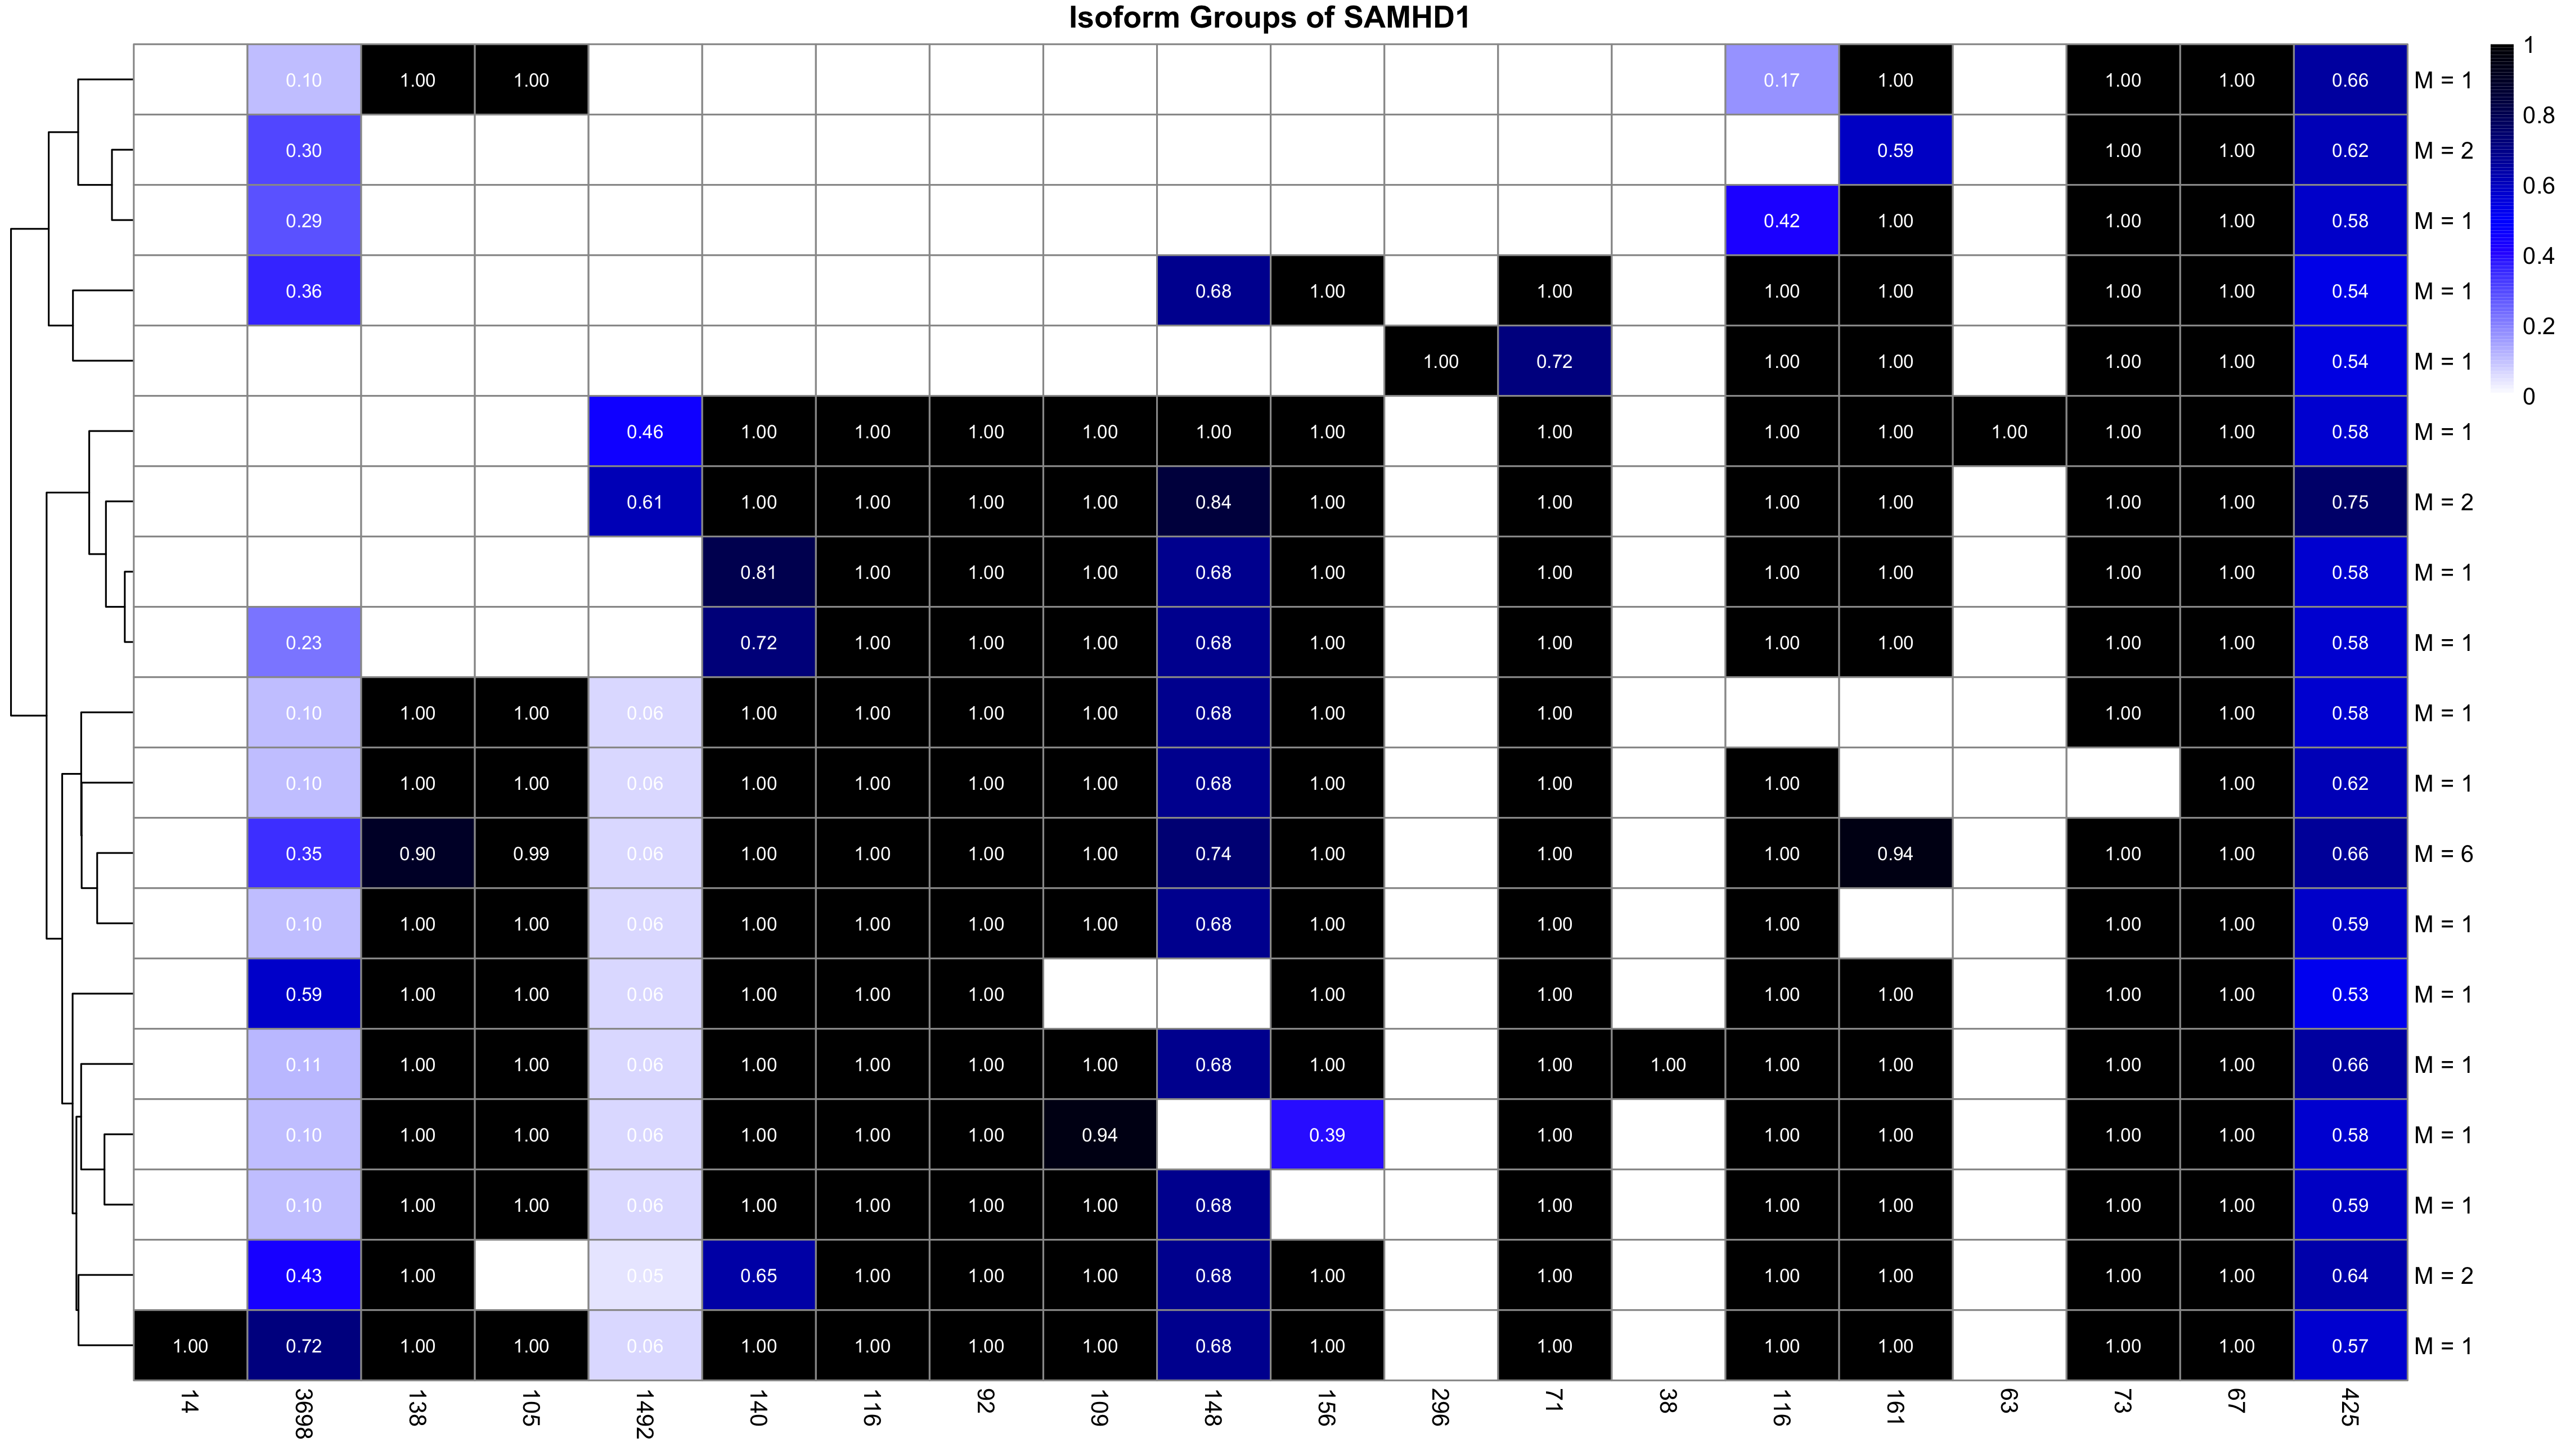 Isoform Groups of SAMHD1
0.10 1.00 1.00 0.17 1.00 1.00 1.00 0.66 M = 1
0.30 0.59 1.00 1.00 0.62 M = 2
0.29 0.42 1.00 1.00 1.00 0.58 M = 1
0.36 0.68 1.00 1.00 1.00 1.00 1.00 1.00 0.54 M = 1
1.00 0.72 1.00 1.00 1.00 1.00 0.54 M = 1
0.46 1.00 1.00 1.00 1.00 1.00 1.00 1.00 1.00 1.00 1.00 1.00 1.00 0.58 M = 1
0.61 1.00 1.00 1.00 1.00 0.84 1.00 1.00 1.00 1.00 1.00 1.00 0.75 M = 2
0.81 1.00 1.00 1.00 0.68 1.00 1.00 1.00 1.00 1.00 1.00 0.58 M = 1
0.23 0.72 1.00 1.00 1.00 0.68 1.00 1.00 1.00 1.00 1.00 1.00 0.58 M = 1
0.10 1.00 1.00 0.06 1.00 1.00 1.00 1.00 0.68 1.00 1.00 1.00 1.00 0.58 M = 1
0.10 1.00 1.00 0.06 1.00 1.00 1.00 1.00 0.68 1.00 1.00 1.00 1.00 0.62 M = 1
0.35 0.90 0.99 0.06 1.00 1.00 1.00 1.00 0.74 1.00 1.00 1.00 0.94 1.00 1.00 0.66 M = 6
0.10 1.00 1.00 0.06 1.00 1.00 1.00 1.00 0.68 1.00 1.00 1.00 1.00 1.00 0.59 M = 1
0.59 1.00 1.00 0.06 1.00 1.00 1.00 1.00 1.00 1.00 1.00 1.00 1.00 0.53 M = 1
0.11 1.00 1.00 0.06 1.00 1.00 1.00 1.00 0.68 1.00 1.00 1.00 1.00 1.00 1.00 1.00 0.66 M = 1
0.10 1.00 1.00 0.06 1.00 1.00 1.00 0.94 0.39 1.00 1.00 1.00 1.00 1.00 0.58 M = 1
0.10 1.00 1.00 0.06 1.00 1.00 1.00 1.00 0.68 1.00 1.00 1.00 1.00 1.00 0.59 M = 1
0.43 1.00 0.05 0.65 1.00 1.00 1.00 0.68 1.00 1.00 1.00 1.00 1.00 1.00 0.64 M = 2
1.00 0.72 1.00 1.00 0.06 1.00 1.00 1.00 1.00 0.68 1.00 1.00 1.00 1.00 1.00 1.00 0.57 M = 1
14 3698 138 105 1492 140 116 92 109 148 156 296 71 38 116 161 63 73 67 425
1
0.8
0.6
0.4
0.2
0